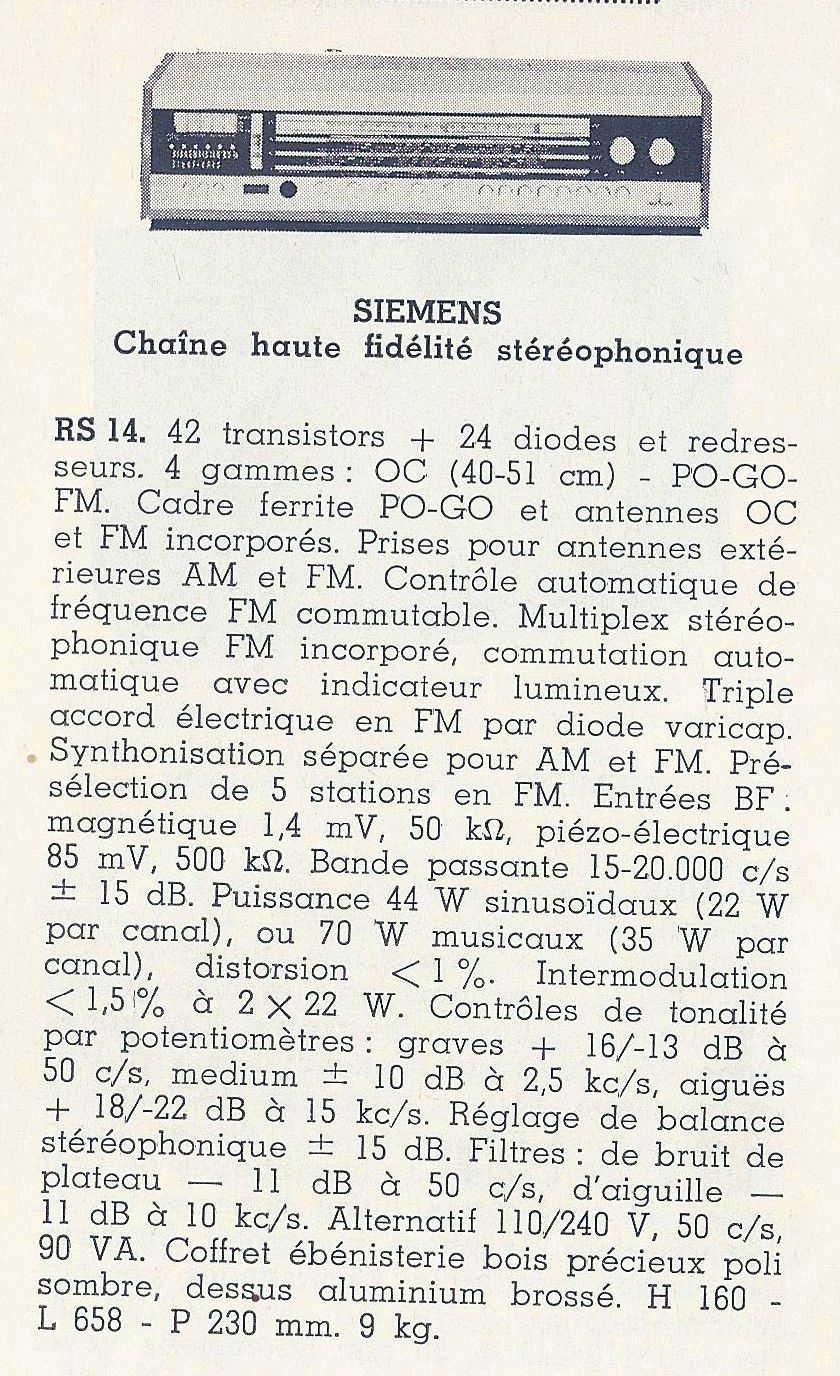 SIEMENS
Chaîne haute fidélité stéréophonique
RS 14. 42 transistors + 24 diodes et redres-
seurs. 4 gammes : OC (40-51 cm) - PO-GO-
FM. Cadre ferrite PO-GO et antennes OC
et FM incorporés. Prises pour antennes exté-
rieures AM et FM. Contrôle automatique de
fréquence FM commutable. Multiplex stéréo-
phonique FM incorporé, commutation auto-
matique avec indicateur lumineux. Triple
accord électrique en FM par diode varicap.
Synthonisation séparée pour AM et FM. Pré-
sélection de 5 stations en FM. Entrées BF :
magnétique 1,4 mV, 50 kΩ, piézo-électrique
85 mV, 500 kΩ. Bande passante 15-20.000 c/s
± 15 dB. Puissance 44 W sinusoïdaux (22 W
par canal), ou 70 W musicaux (35 W par
canal), distorsion < 1 %. Intermodulation
< 1,5 % à 2 × 22 W. Contrôles de tonalité
par potentiomètres : graves + 16/-13 dB à
50 c/s, medium ± 10 dB à 2,5 kc/s, aiguës
+ 18/-22 dB à 15 kc/s. Réglage de balance
stéréophonique ± 15 dB. Filtres : de bruit de
plateau — 11 dB à 50 c/s, d'aiguille —
11 dB à 10 kc/s. Alternatif 110/240 V, 50 c/s,
90 VA. Coffret ébénisterie bois précieux poli
sombre, dessus aluminium brossé. H 160 -
L 658 - P 230 mm. 9 kg.